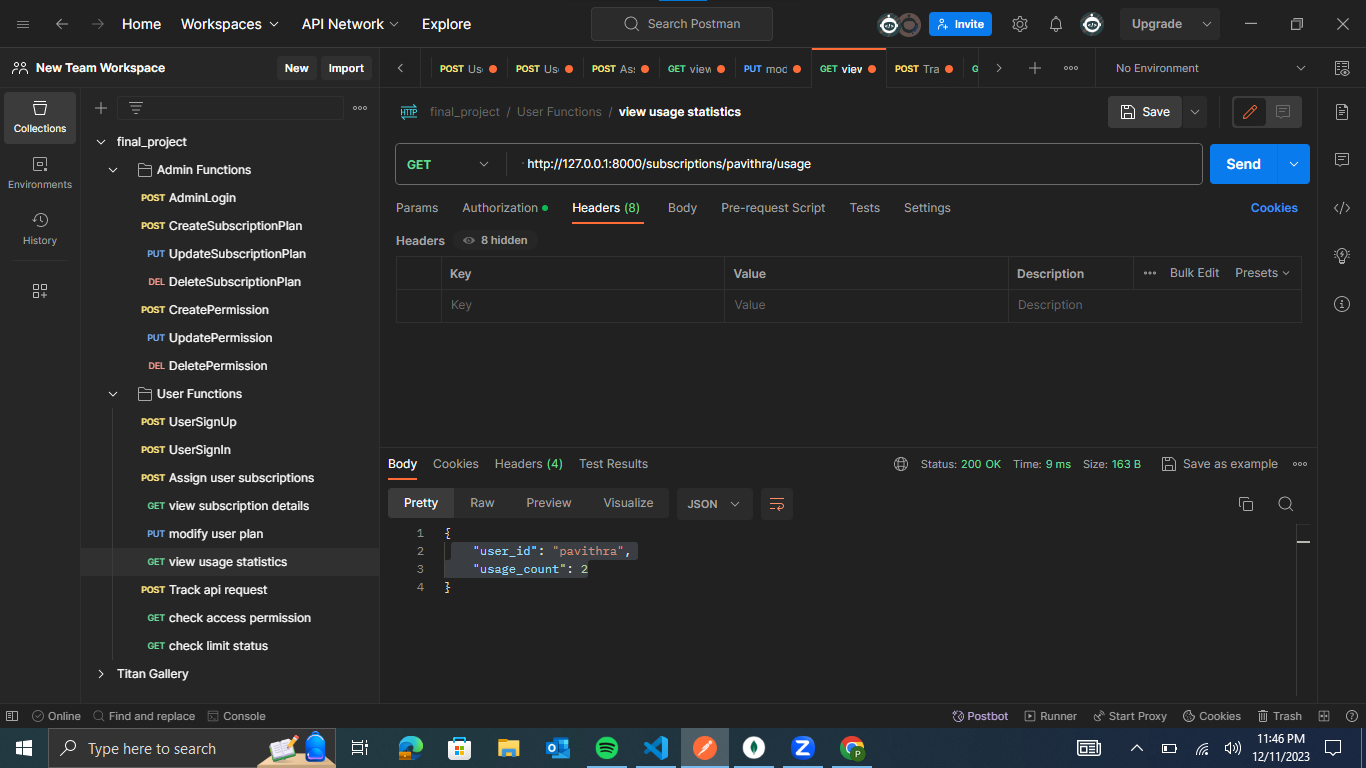 Home Workspaces API Network Explore Search Postman Invite Upgrade
New Team Workspace New Import
POST Us POST Us POST As GET view PUT mod GET view POST Tra No Environment
Collections
Environments
History
final_project
Admin Functions
POST AdminLogin
POST CreateSubscriptionPlan
PUT UpdateSubscriptionPlan
DEL DeleteSubscriptionPlan
POST CreatePermission
PUT UpdatePermission
DEL DeletePermission
User Functions
POST UserSignUp
POST UserSignIn
POST Assign user subscriptions
GET view subscription details
PUT modify user plan
GET view usage statistics
POST Track api request
GET check access permission
GET check limit status
Titan Gallery
HTTP final_project / User Functions / view usage statistics Save
GET http://127.0.0.1:8000/subscriptions/pavithra/usage Send
Params Authorization Headers (8) Body Pre-request Script Tests Settings Cookies
Headers 8 hidden
Key Value Description Bulk Edit Presets
Key Value Description
Body Cookies Headers (4) Test Results Status: 200 OK Time: 9 ms Size: 163 B Save as example
Pretty Raw Preview Visualize JSON
1 {
2 "user_id": "pavithra",
3 "usage_count": 2
4 }
Online Find and replace Console Postbot Runner Start Proxy Cookies Trash
Type here to search
11:46 PM
12/11/2023